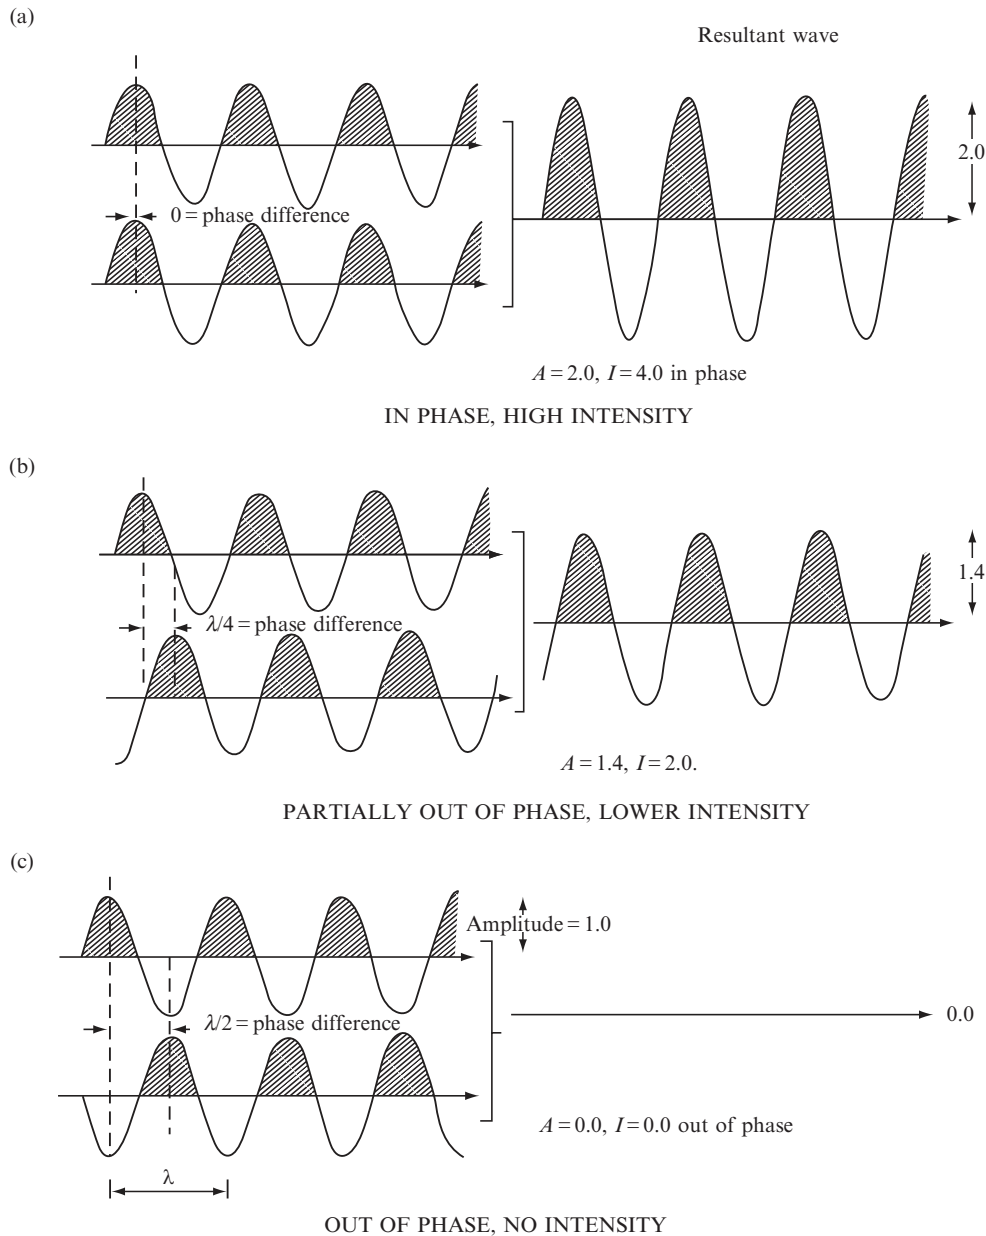 (a)
Resultant wave
2.0
0 = phase difference
A = 2.0, I = 4.0 in phase
IN PHASE, HIGH INTENSITY
(b)
1.4
λ/4 = phase difference
A = 1.4, I = 2.0.
PARTIALLY OUT OF PHASE, LOWER INTENSITY
(c)
Amplitude = 1.0
0.0
λ/2 = phase difference
A = 0.0, I = 0.0 out of phase
λ
OUT OF PHASE, NO INTENSITY